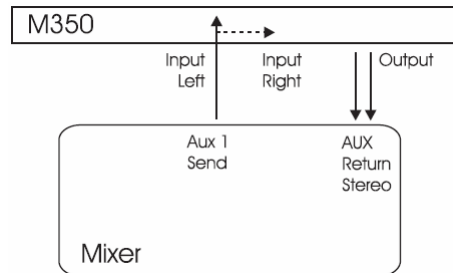 M350
Input
Left
Input
Right
Output
Aux 1
Send
AUX
Return
Stereo
Mixer